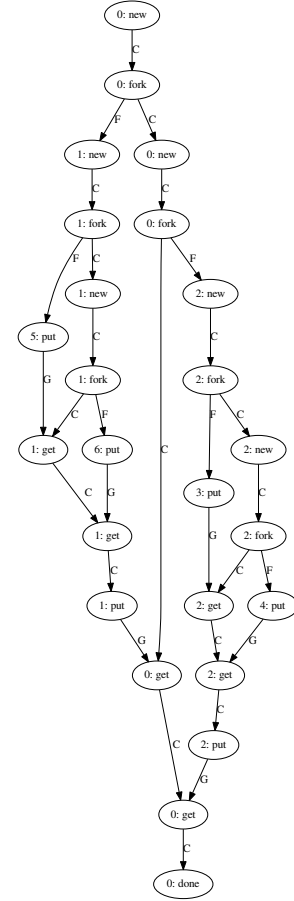 0: new
C
0: fork
F
C
1: new
0: new
C
C
1: fork
0: fork
F
C
F
1: new
2: new
5: put
C
C
1: fork
2: fork
G
C
F
F
C
1: get
6: put
C
2: new
3: put
C
G
C
1: get
G
2: fork
C
C
F
1: put
2: get
4: put
G
C
G
0: get
2: get
C
C
2: put
G
0: get
C
0: done